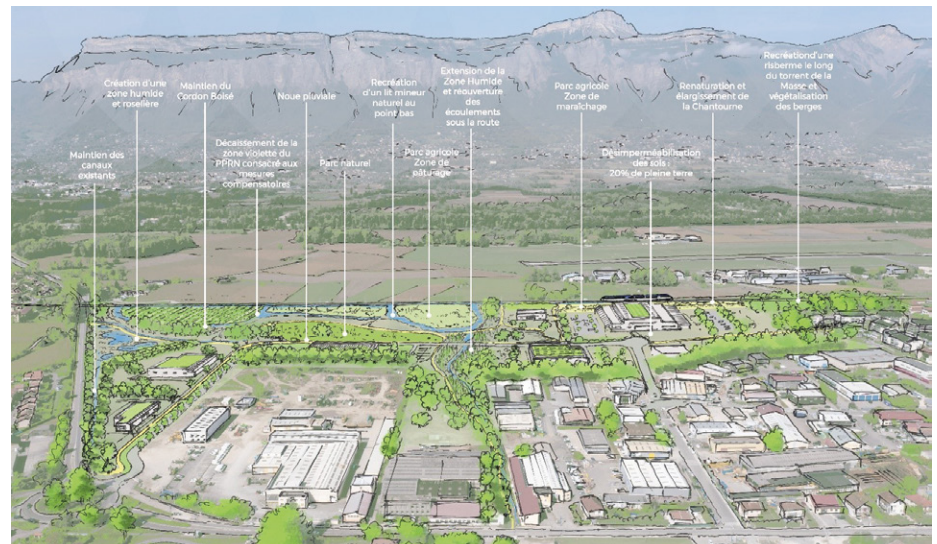 Création d'une
zone humide
et roselière
Maintien du
Cordon Boisé
Noue pluviale
Recréation
d'un lit mineur
naturel au
point bas
Extension de la
Zone Humide
et réouverture
des
écoulements
sous le route
Parc agricole
Zone de
maraîchage
Renaturation et
élargissement de
la Chantourne
Recréationd'une
risberme le long
du torrent de la
Masse et
végétalisation
des berges
Maintien des
canaux
existants
Décaissement de la
zone violette du
PPRN consacré aux
mesures
compensatoires
Parc naturel
Parc agricole
Zone de
pâturage
Désimperméabilisation
des sols :
20% de pleine terre